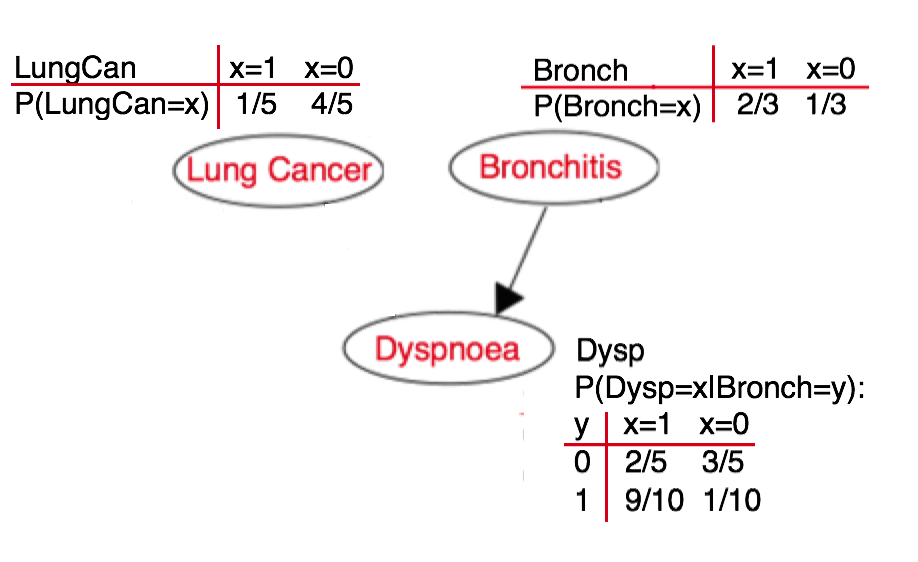 LungCan x=1 x=0
P(LungCan=x) 1/5 4/5
Bronch x=1 x=0
P(Bronch=x) 2/3 1/3
Lung Cancer
Bronchitis
Dyspnoea
Dysp
P(Dysp=x|Bronch=y):
y x=1 x=0
0 2/5 3/5
1 9/10 1/10